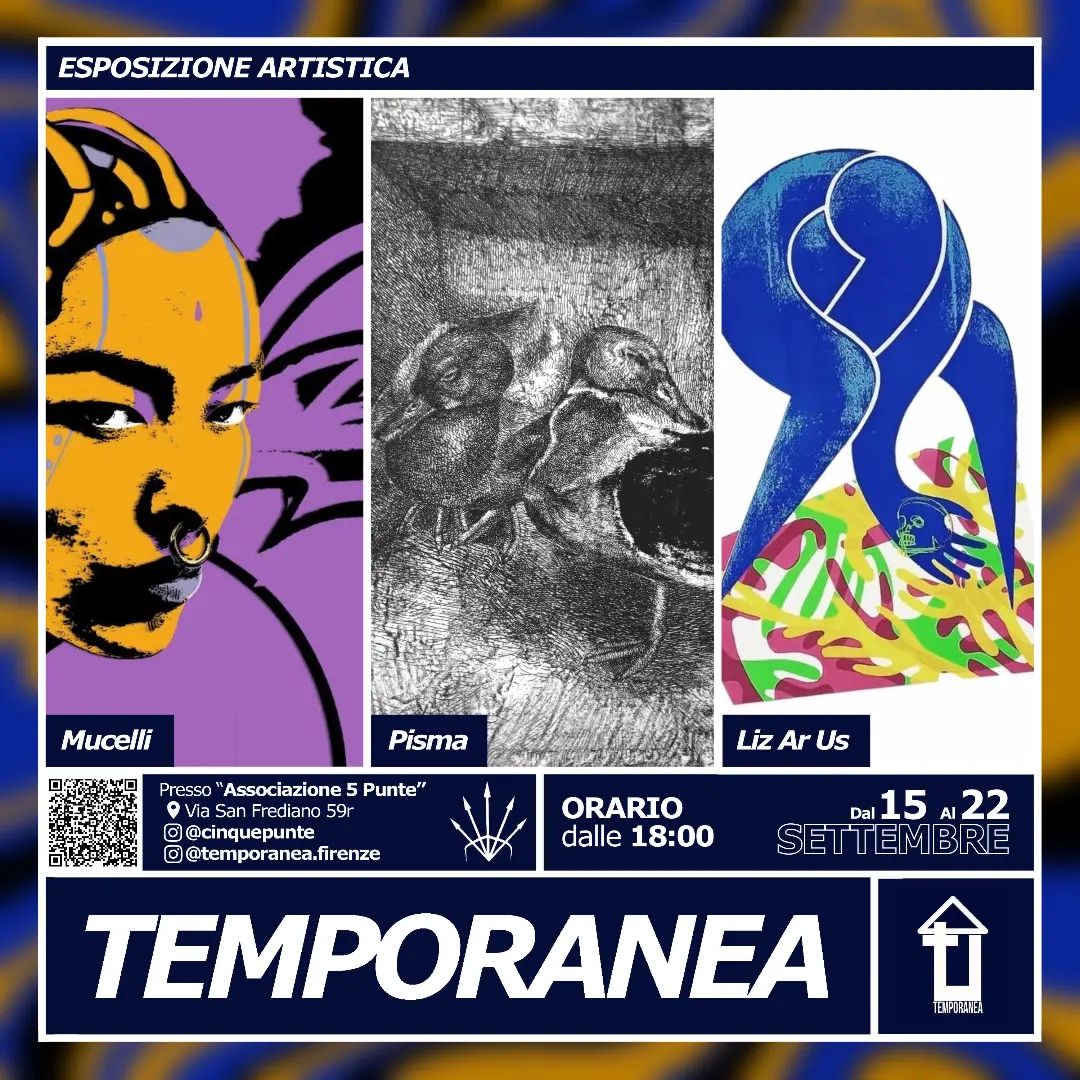 ESPOSIZIONE ARTISTICA
Mucelli
Pisma
Liz Ar Us
Presso “Associazione 5 Punte”
Via San Frediano 59r
@cinquepunte
@temporanea.firenze
ORARIO
dalle 18:00
Dal 15 Al 22
SETTEMBRE
TEMPORANEA
TEMPORANEA